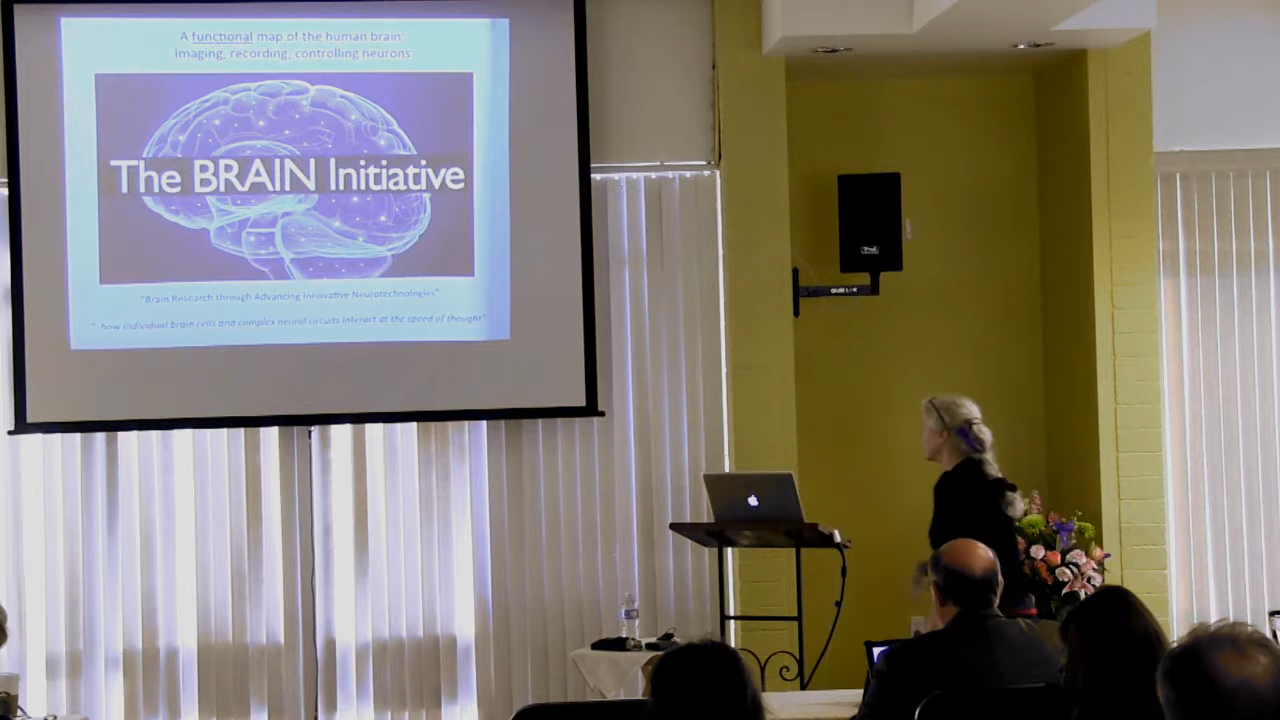 A functional map of the human brain:
Imaging, recording, controlling neurons
The BRAIN Initiative
"Brain Research through Advancing Innovative Neurotechnologies"
" how individual brain cells and complex neural circuits interact at the speed of thought"